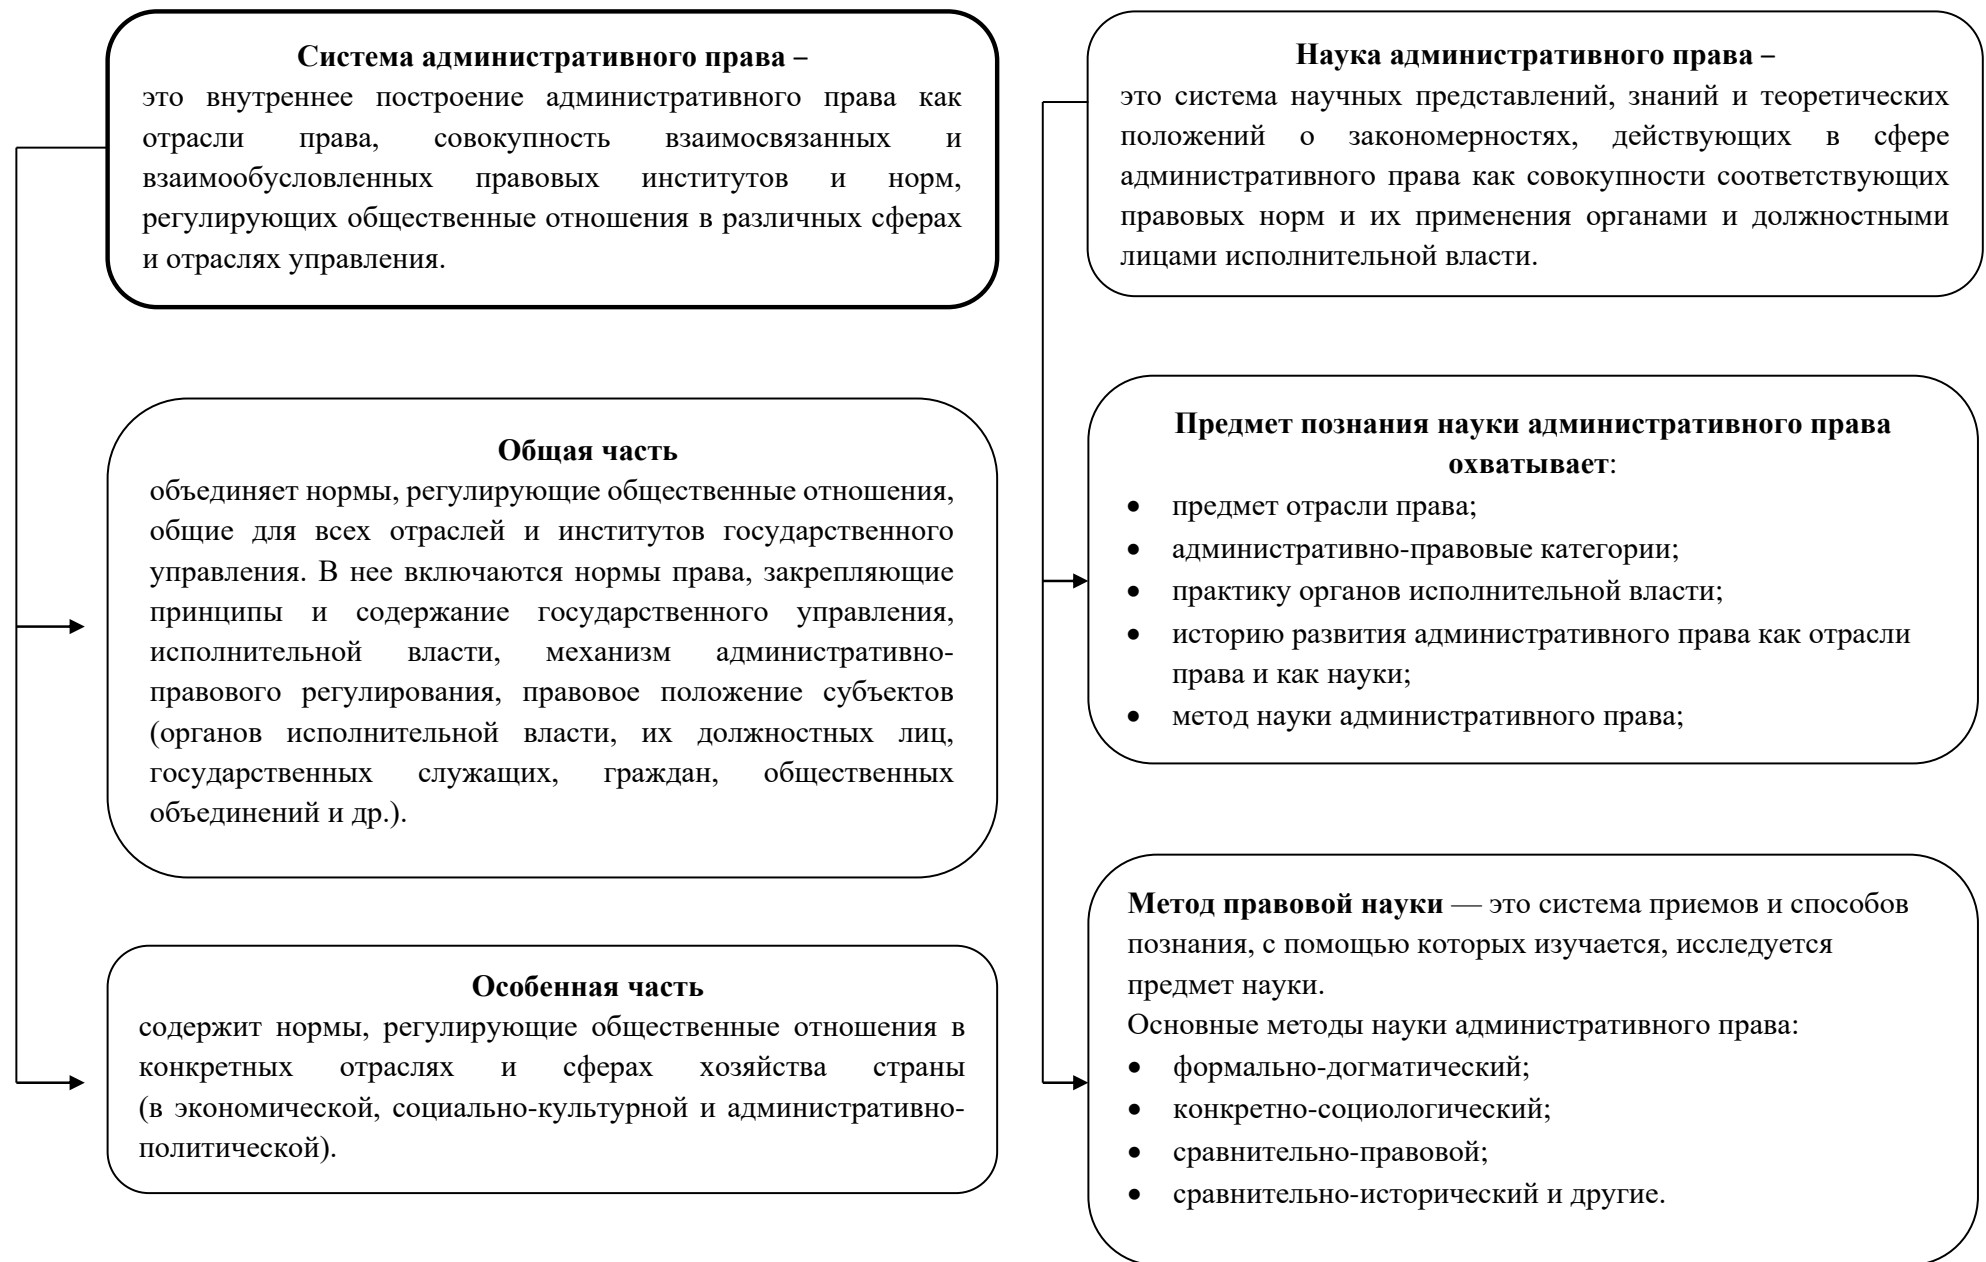 Система административного права –
это внутреннее построение административного права как
отрасли права, совокупность взаимосвязанных и
взаимообусловленных правовых институтов и норм,
регулирующих общественные отношения в различных сферах
и отраслях управления.
Общая часть
объединяет нормы, регулирующие общественные отношения,
общие для всех отраслей и институтов государственного
управления. В нее включаются нормы права, закрепляющие
принципы и содержание государственного управления,
исполнительной власти, механизм административно-
правового регулирования, правовое положение субъектов
(органов исполнительной власти, их должностных лиц,
государственных служащих, граждан, общественных
объединений и др.).
Особенная часть
содержит нормы, регулирующие общественные отношения в
конкретных отраслях и сферах хозяйства страны
(в экономической, социально-культурной и административно-
политической).
Наука административного права –
это система научных представлений, знаний и теоретических
положений о закономерностях, действующих в сфере
административного права как совокупности соответствующих
правовых норм и их применения органами и должностными
лицами исполнительной власти.
Предмет познания науки административного права
охватывает:
• предмет отрасли права;
• административно-правовые категории;
• практику органов исполнительной власти;
• историю развития административного права как отрасли
права и как науки;
• метод науки административного права;
Метод правовой науки — это система приемов и способов
познания, с помощью которых изучается, исследуется
предмет науки.
Основные методы науки административного права:
• формально-догматический;
• конкретно-социологический;
• сравнительно-правовой;
• сравнительно-исторический и другие.